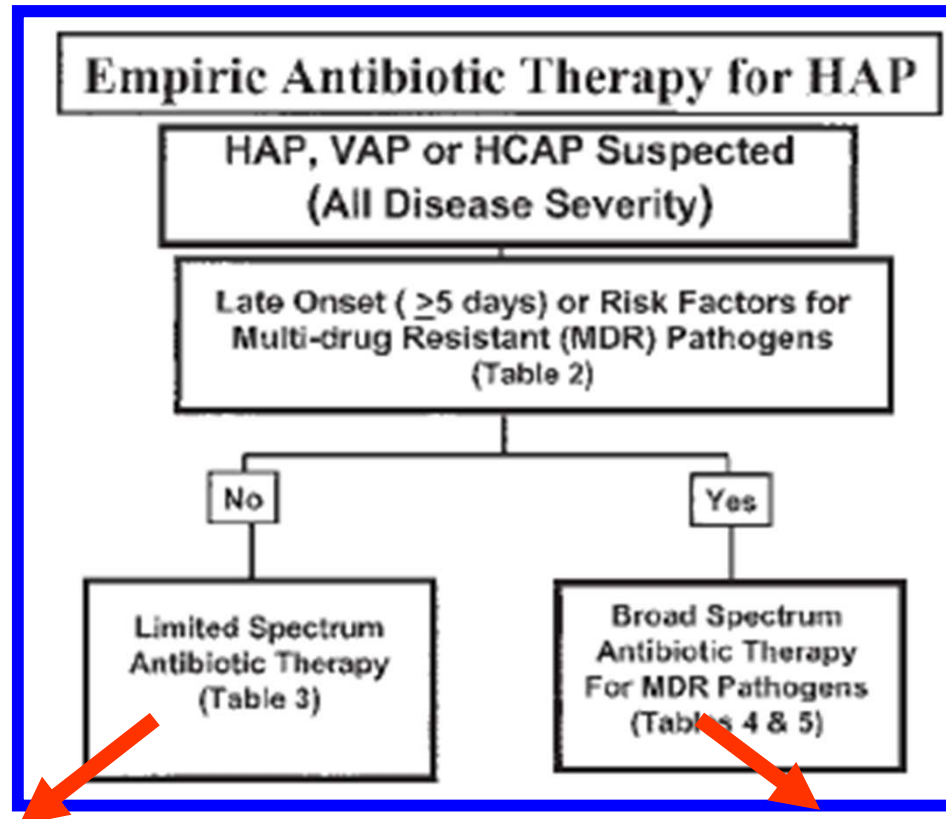 Empiric Antibiotic Therapy for HAP
HAP, VAP or HCAP Suspected
(All Disease Severity)
Late Onset ( ≥5 days) or Risk Factors for
Multi-drug Resistant (MDR) Pathogens
(Table 2)
No
Yes
Limited Spectrum
Antibiotic Therapy
(Table 3)
Broad Spectrum
Antibiotic Therapy
For MDR Pathogens
(Tables 4 & 5)